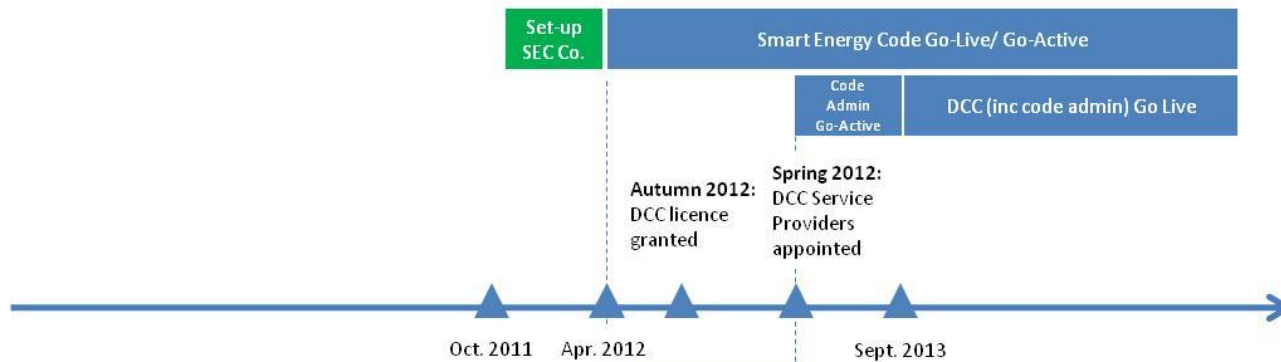 Set-up
SEC Co.
Smart Energy Code Go-Live/ Go-Active
Code
Admin
Go-Active
DCC (inc code admin) Go Live
Autumn 2012:
DCC licence
granted
Spring 2012:
DCC Service
Providers
appointed
Oct. 2011
Apr. 2012
Sept. 2013